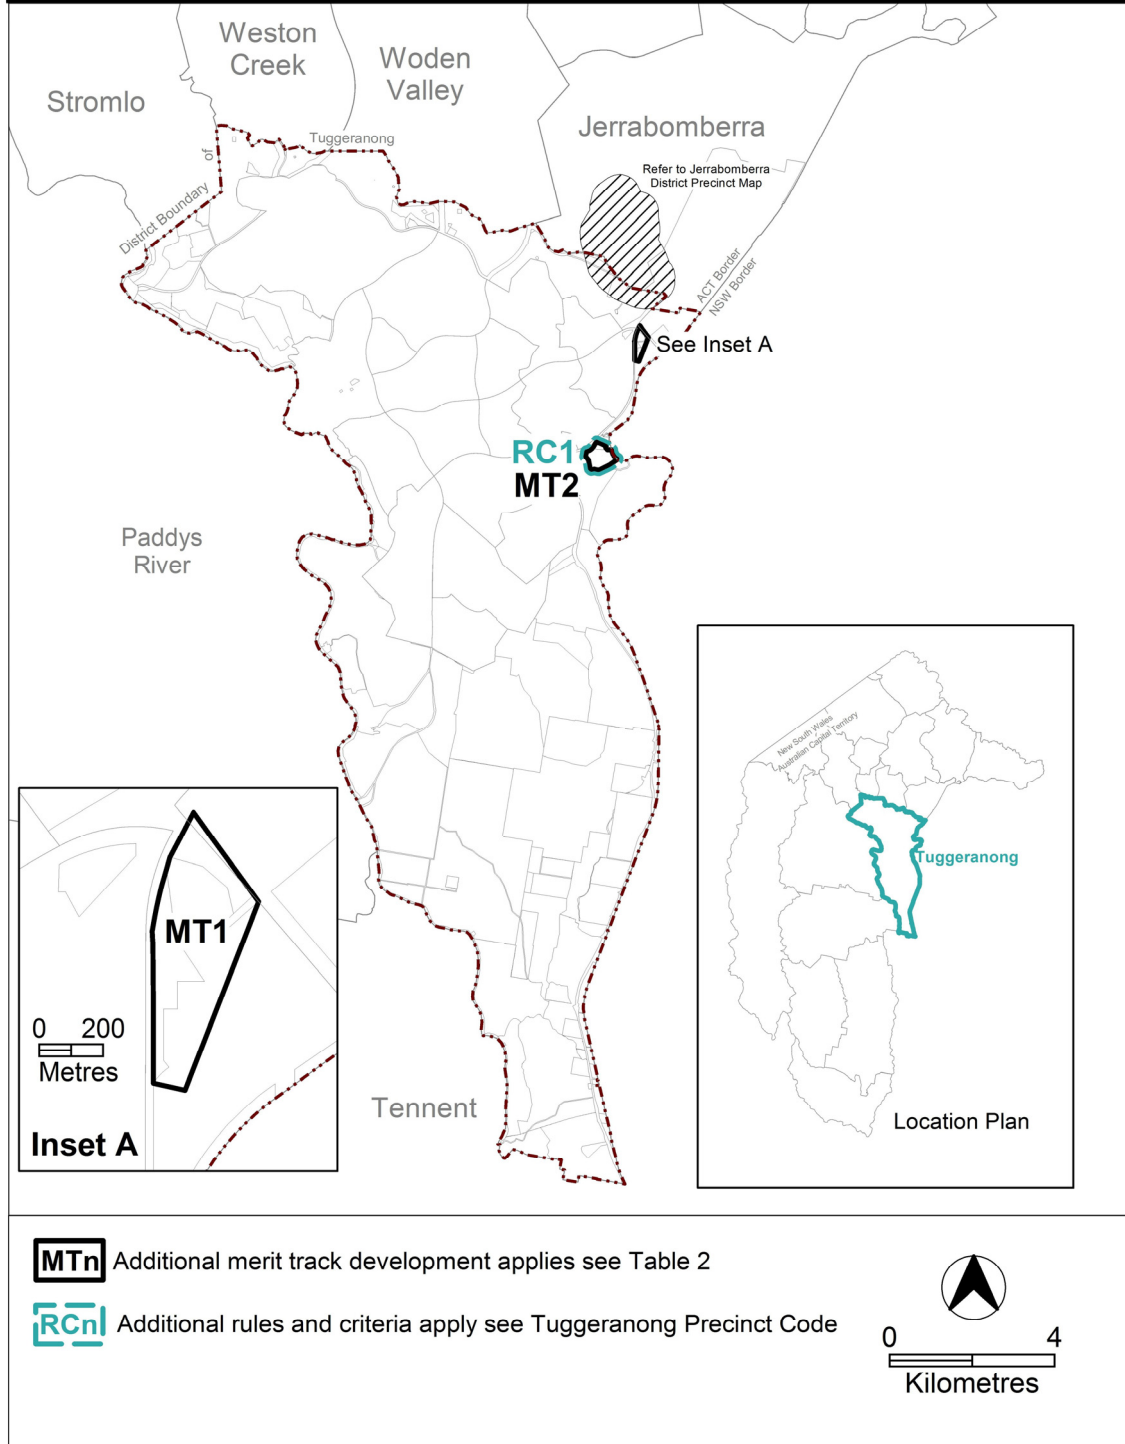 Weston
Creek
Woden
Valley
Stromlo
Jerrabomberra
Tuggeranong
of
District Boundary
Refer to Jerrabomberra
District Precinct Map
ACT Border
NSW Border
See Inset A
RC1
MT2
Paddys
River
New South Wales
Australian Capital Territory
Tuggeranong
Location Plan
MT1
0 200
Metres
Inset A
Tennent
MTn Additional merit track development applies see Table 2
RCn Additional rules and criteria apply see Tuggeranong Precinct Code
0 4
Kilometres